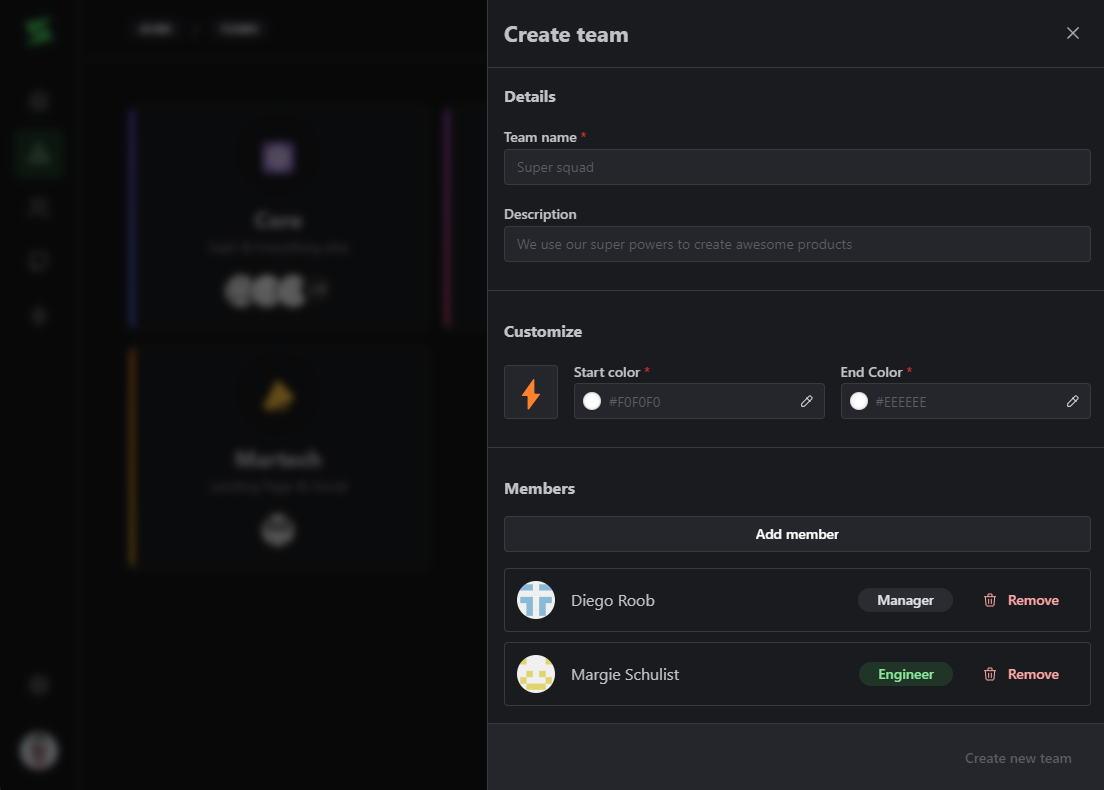 Create team
Details
Team name *
Super squad
Description
We use our super powers to create awesome products
Customize
Start color *
End Color *
#F0F0F0
#EEEEEE
Members
Add member
Diego Roob
Manager
Remove
Margie Schulist
Engineer
Remove
Create new team
Core
Martech